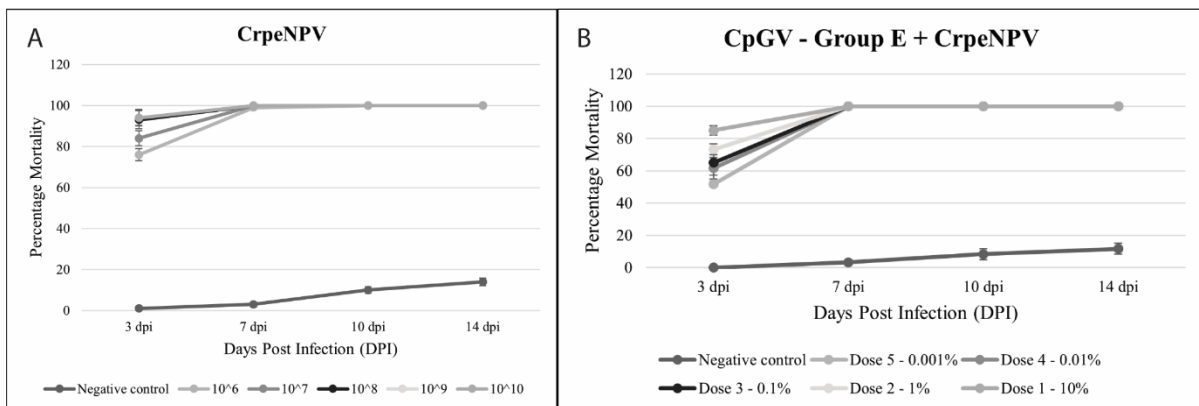 A
CrpeNPV
120
100
80
60
40
20
0
Percentage Mortality
3 dpi 7 dpi 10 dpi 14 dpi
Days Post Infection (DPI)
Negative control 10^6 10^7 10^8 10^9 10^10
B
CpGV - Group E + CrpeNPV
120
100
80
60
40
20
0
Percentage Mortality
3 dpi 7 dpi 10 dpi 14 dpi
Days Post Infection (DPI)
Negative control Dose 5 - 0.001% Dose 4 - 0.01%
Dose 3 - 0.1% Dose 2 - 1% Dose 1 - 10%